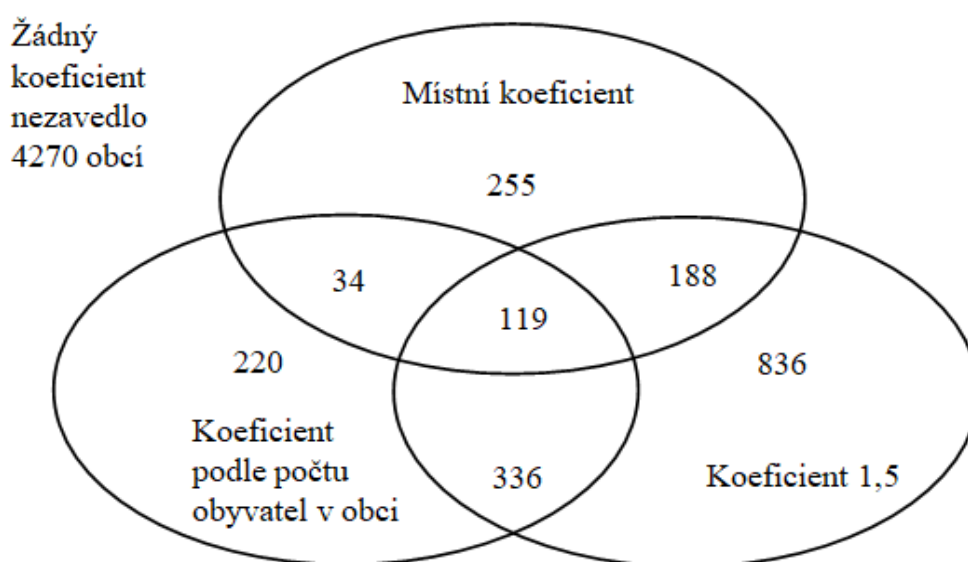 Žádný
koeficient
nezavedlo
4270 obcí
Místní koeficient
255
34
188
119
220
836
Koeficient
podle počtu
obyvatel v obci
336
Koeficient 1,5